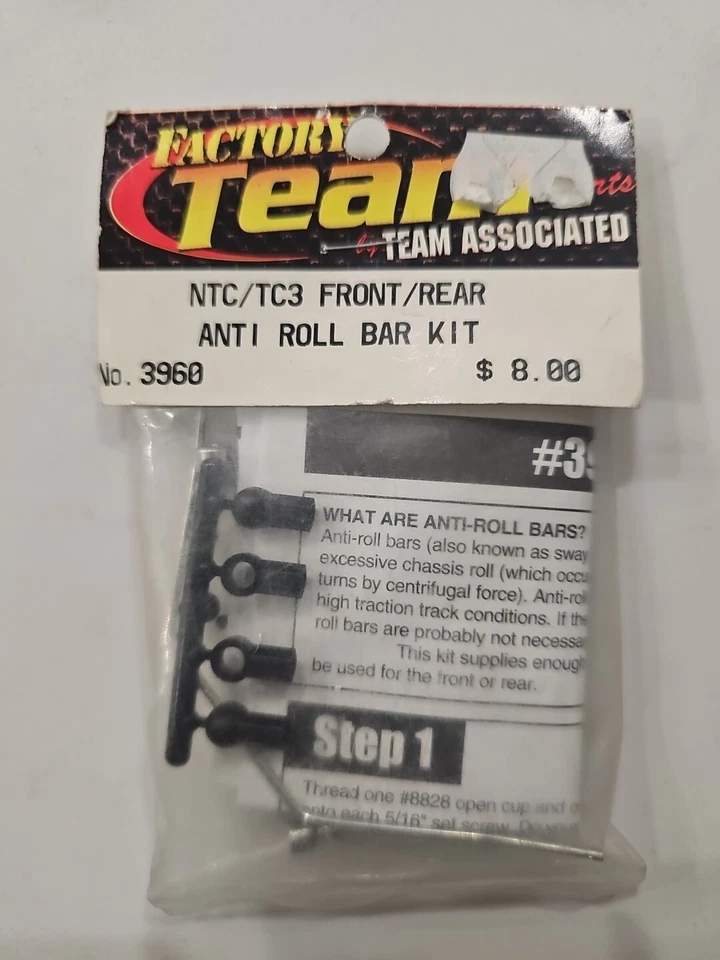 FACTORY
Team
by TEAM ASSOCIATED
NTC/TC3 FRONT/REAR
ANTI ROLL BAR KIT
No. 3960
$ 8.00
#39
WHAT ARE ANTI-ROLL BARS?
Anti-roll bars (also known as sway
excessive chassis roll (which occu
turns by centrifugal force). Anti-rol
high traction track conditions. If the
roll bars are probably not necessa
This kit supplies enough
be used for the front or rear.
Step 1
Thread one #8828 open cup and o
onto each 5/16" set screw. Do your